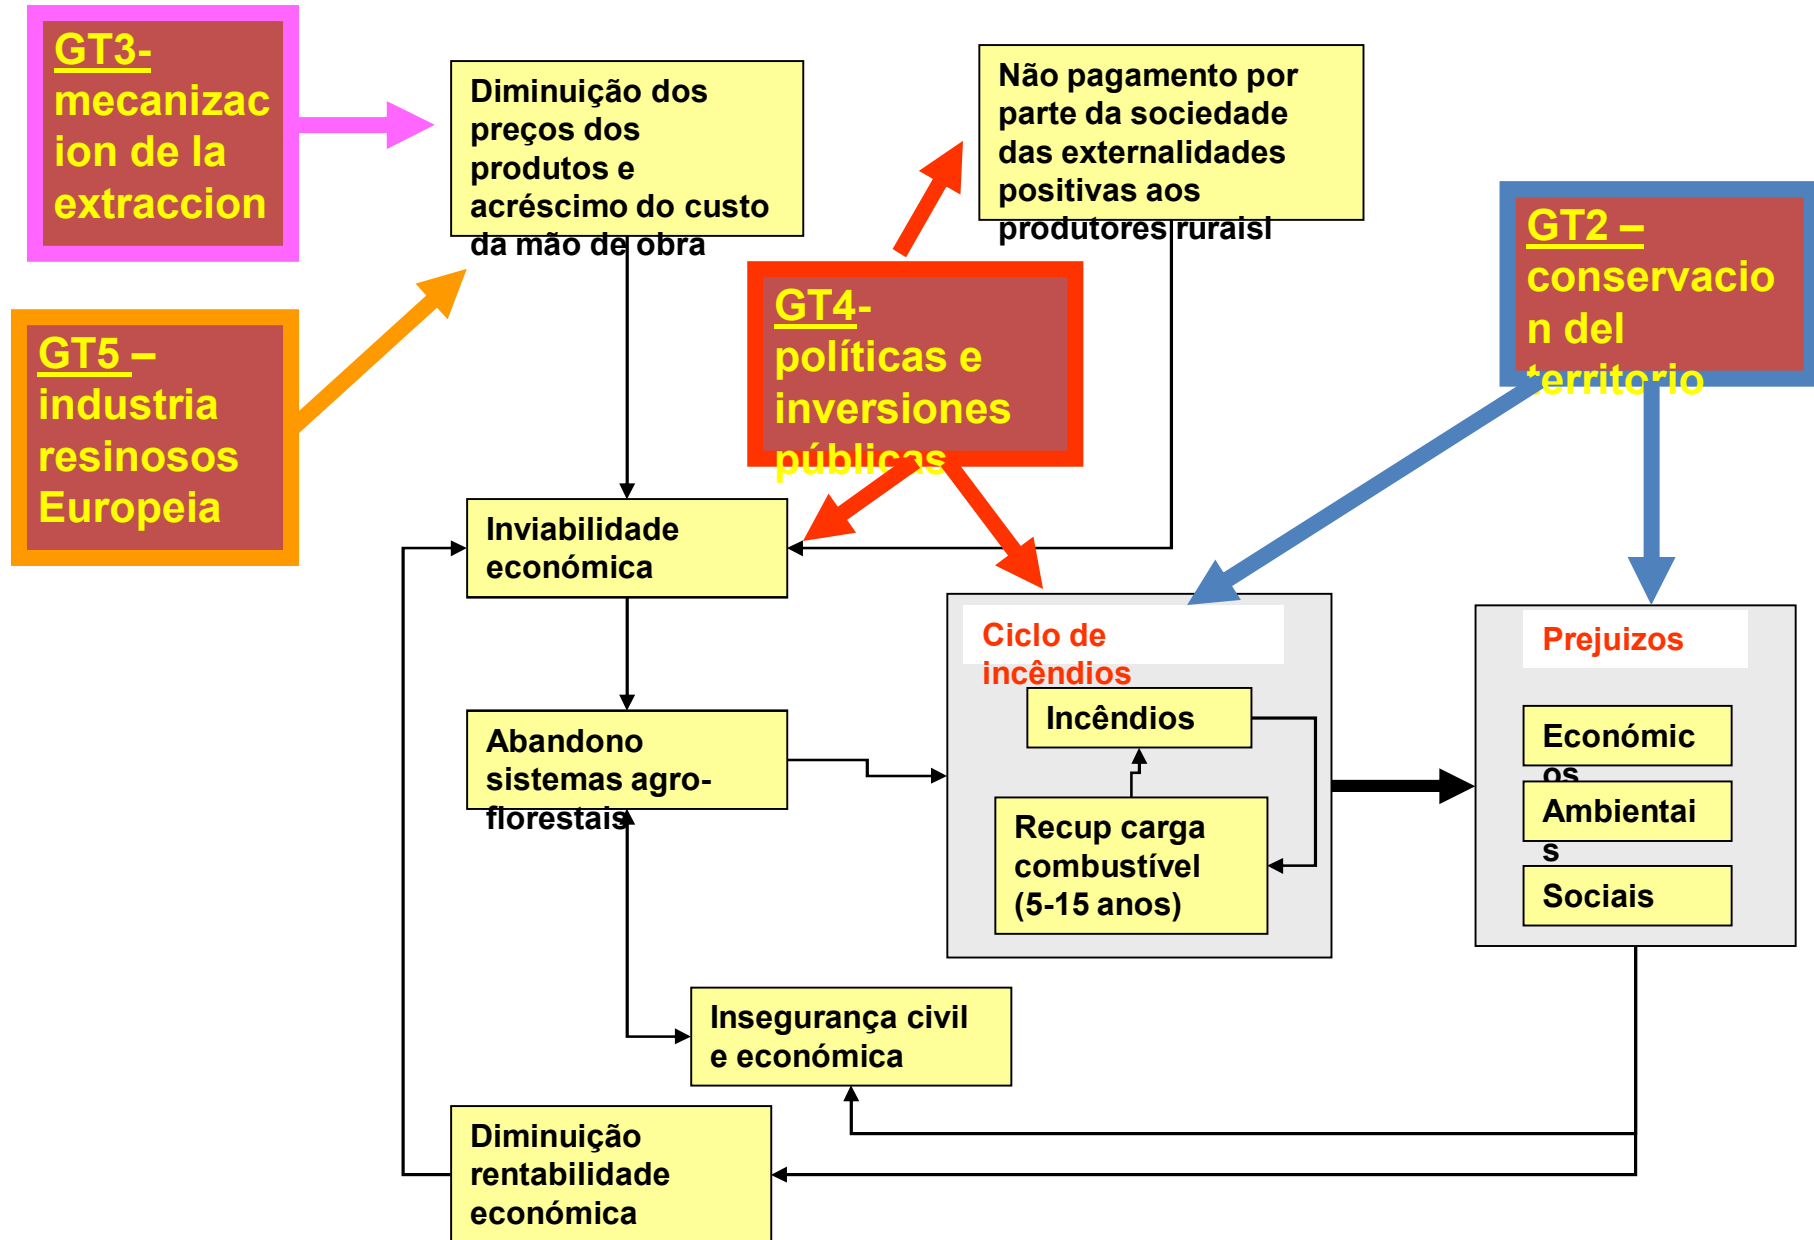 GT3-
mecanizac
ion de la
extraccion
Diminuição dos
preços dos
produtos e
acréscimo do custo
da mão de obra
Não pagamento por
parte da sociedade
das externalidades
positivas aos
produtores ruraisl
GT2 –
conservacio
n del
territorio
GT5 –
industria
resinosos
Europeia
GT4-
políticas e
inversiones
públicas
Inviabilidade
económica
Ciclo de
incêndios
Incêndios
Recup carga
combustível
(5-15 anos)
Prejuizos
Económic
os
Ambientai
s
Sociais
Abandono
sistemas agro-
florestais
Insegurança civil
e económica
Diminuição
rentabilidade
económica